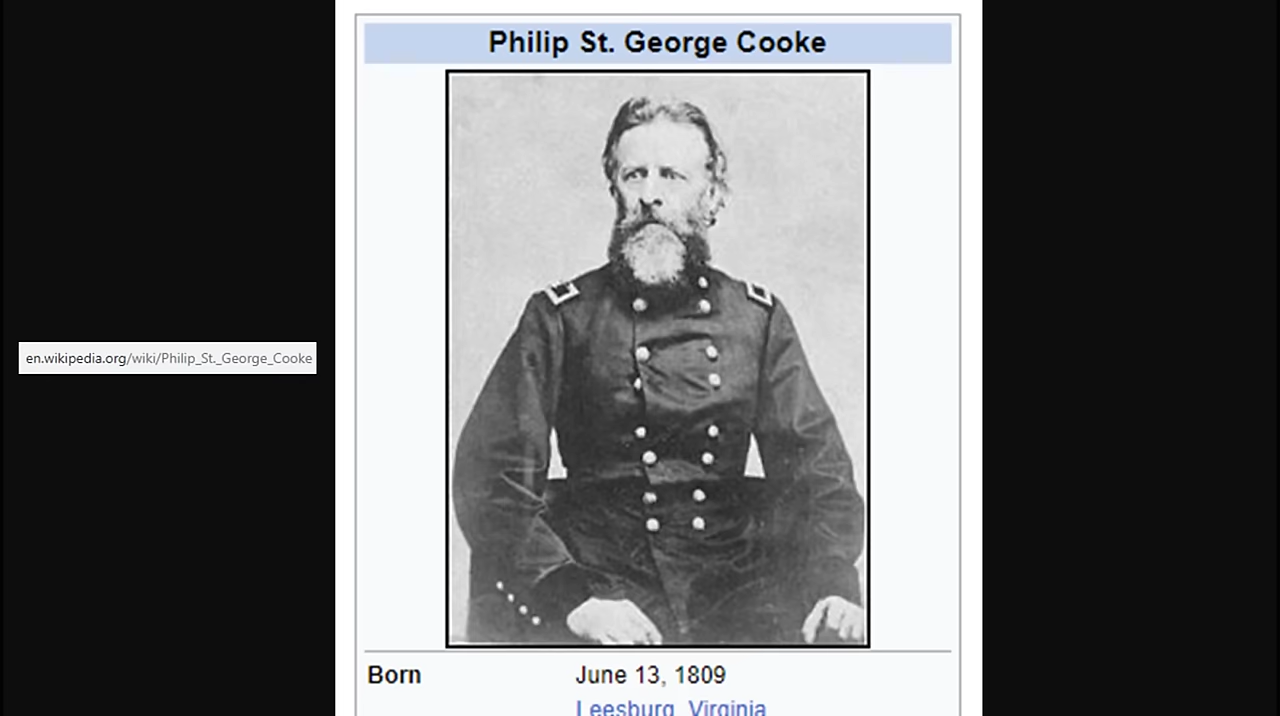 Philip St. George Cooke
en.wikipedia.org/wiki/Philip_St._George_Cooke
Born June 13, 1809
Leesburg, Virginia